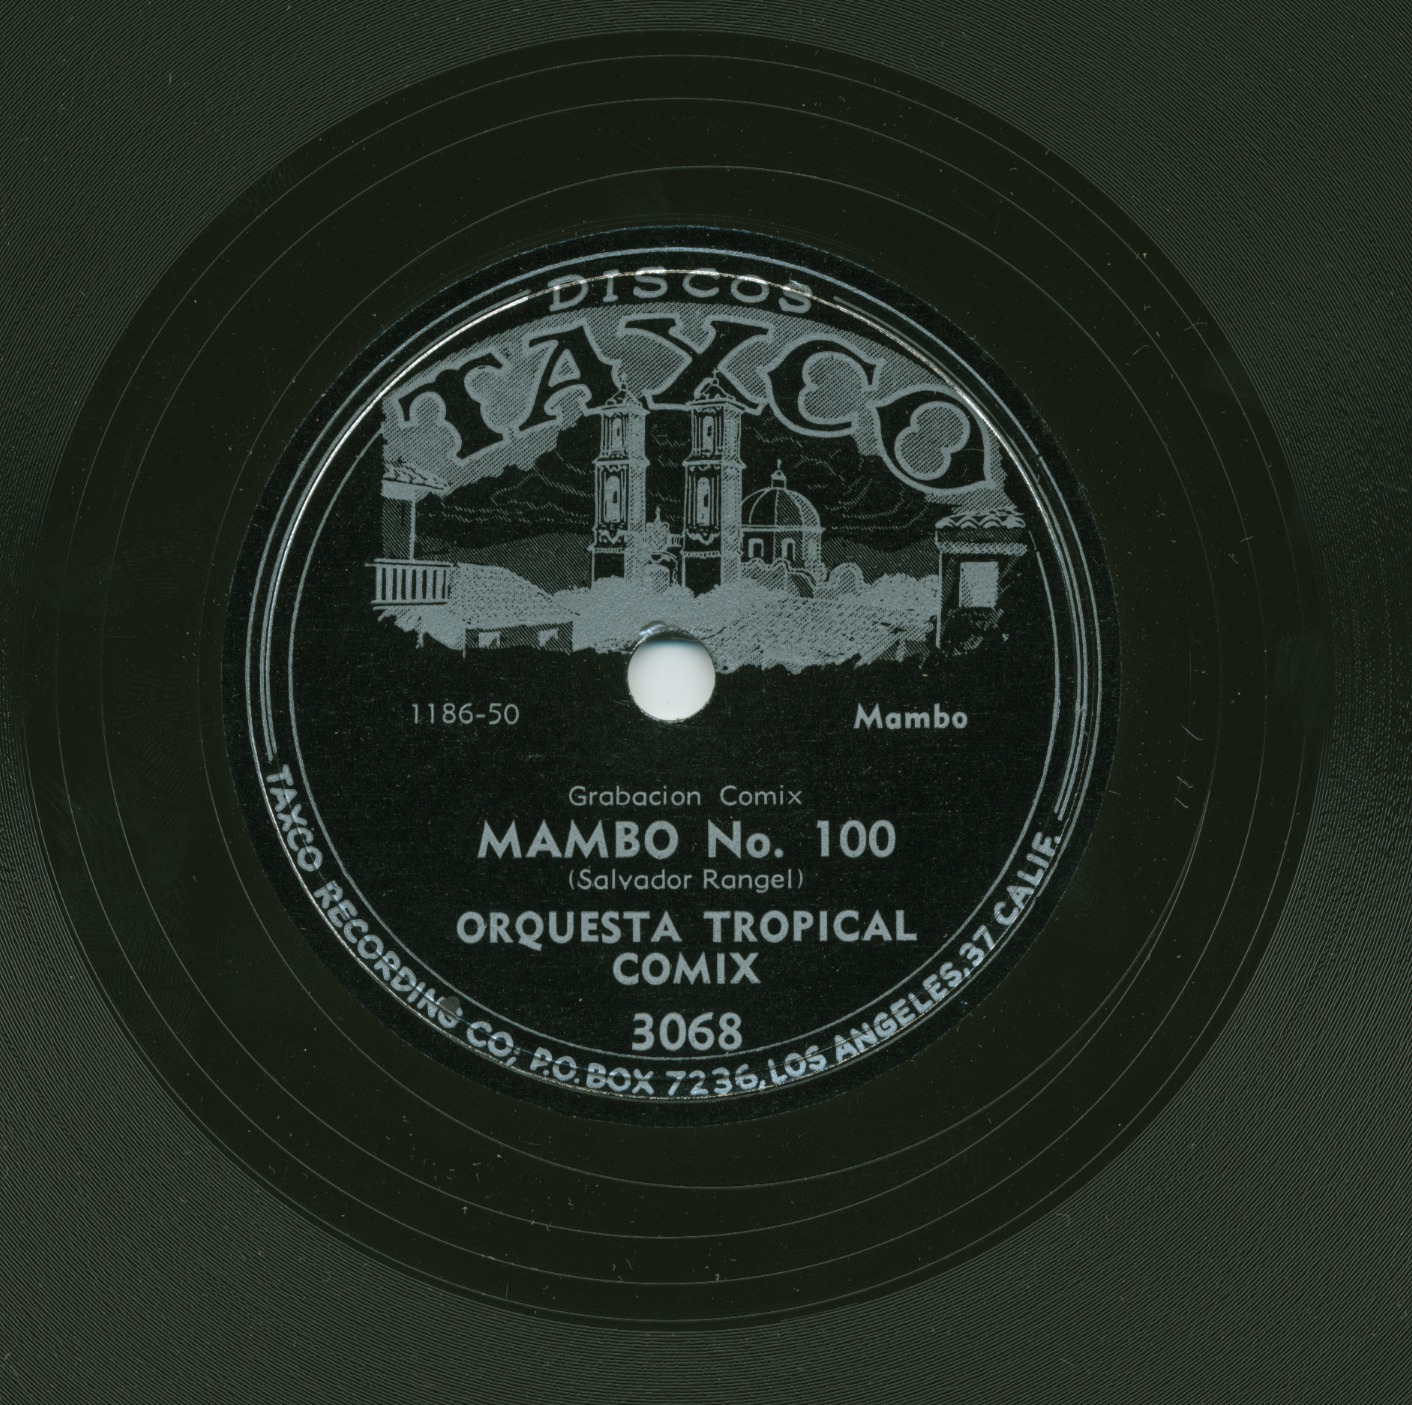 DISCOS
TAXCO
1186-50
Mambo
Grabacion Comix
MAMBO No. 100
(Salvador Rangel)
ORQUESTA TROPICAL
COMIX
3068
TAXCO RECORDING CO; P.O. BOX 7236, LOS ANGELES, 37 CALIF.